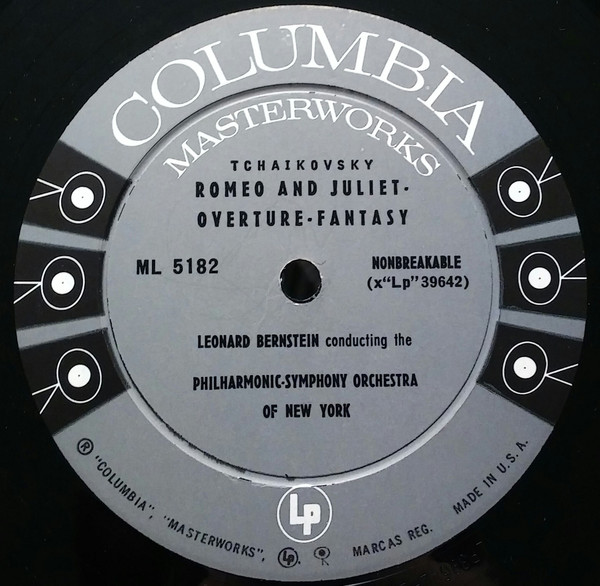 COLUMBIA
MASTERWORKS
TCHAIKOVSKY
ROMEO AND JULIET-
OVERTURE-FANTASY
ML 5182
NONBREAKABLE
(x“Lp”39642)
LEONARD BERNSTEIN conducting the
PHILHARMONIC-SYMPHONY ORCHESTRA
OF NEW YORK
Lp
® “COLUMBIA”, “MASTERWORKS”, Lp, MARCAS REG. MADE IN U.S.A.